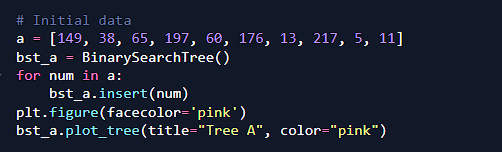 # Initial data
a = [149, 38, 65, 197, 60, 176, 13, 217, 5, 11]
bst_a = BinarySearchTree()
for num in a:
    bst_a.insert(num)
plt.figure(facecolor='pink')
bst_a.plot_tree(title="Tree A", color="pink")